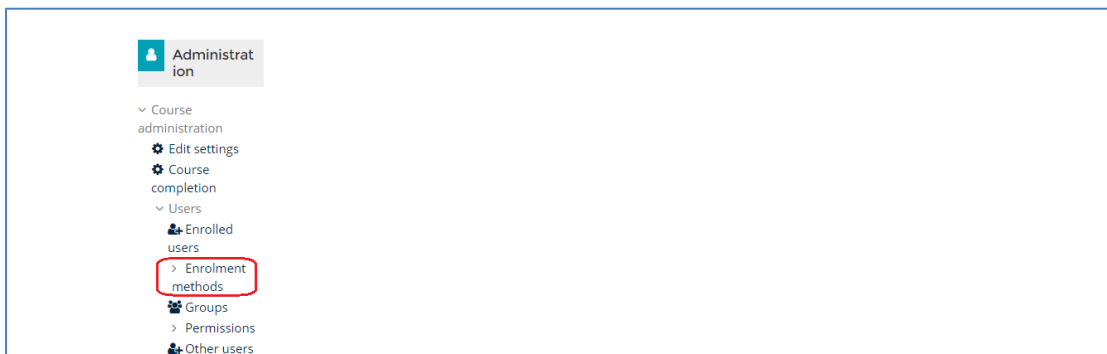 Administrat
ion
Course
administration
Edit settings
Course
completion
Users
Enrolled
users
Enrolment
methods
Groups
Permissions
Other users